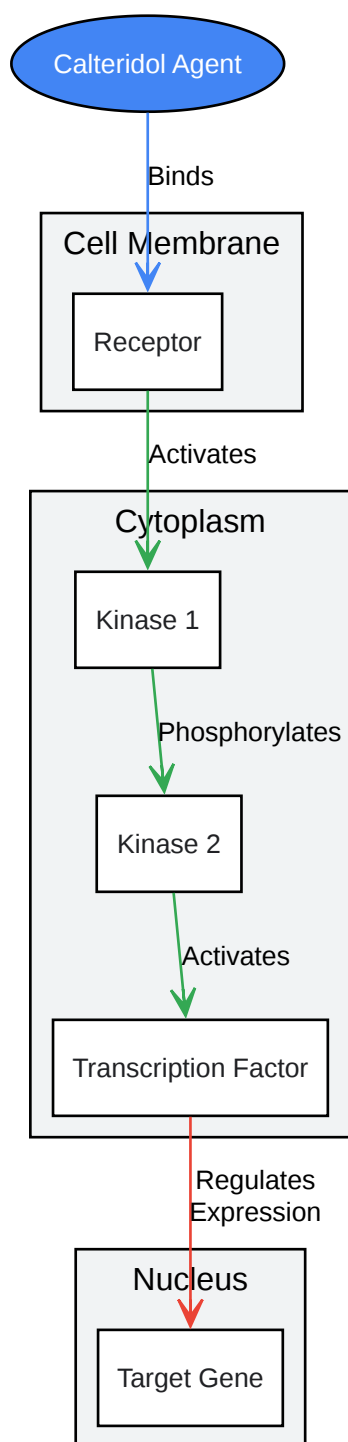 Calteridol Agent
Binds
Cell Membrane
Receptor
Activates
Cytoplasm
Kinase 1
Phosphorylates
Kinase 2
Activates
Transcription Factor
Regulates
Expression
Nucleus
Target Gene